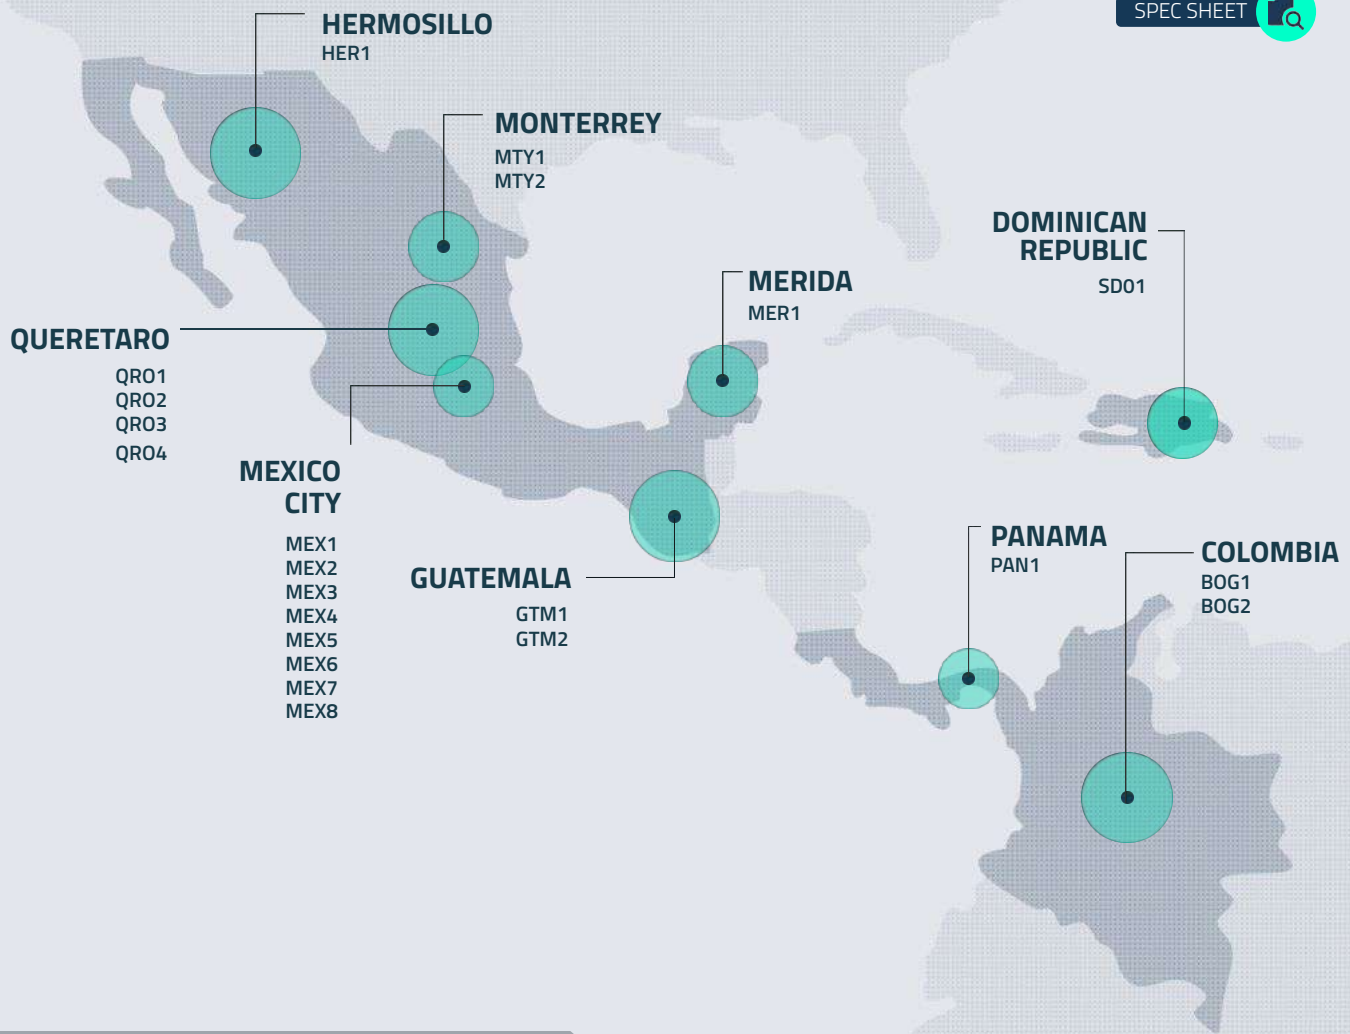 SPEC SHEET
HERMOSILLO
HER1
MONTERREY
MTY1
MTY2
DOMINICAN
REPUBLIC
SDO1
MERIDA
MER1
QUERETARO
QRO1
QRO2
QRO3
QRO4
MEXICO
CITY
MEX1
MEX2
MEX3
MEX4
MEX5
MEX6
MEX7
MEX8
GUATEMALA
GTM1
GTM2
PANAMA
PAN1
COLOMBIA
BOG1
BOG2